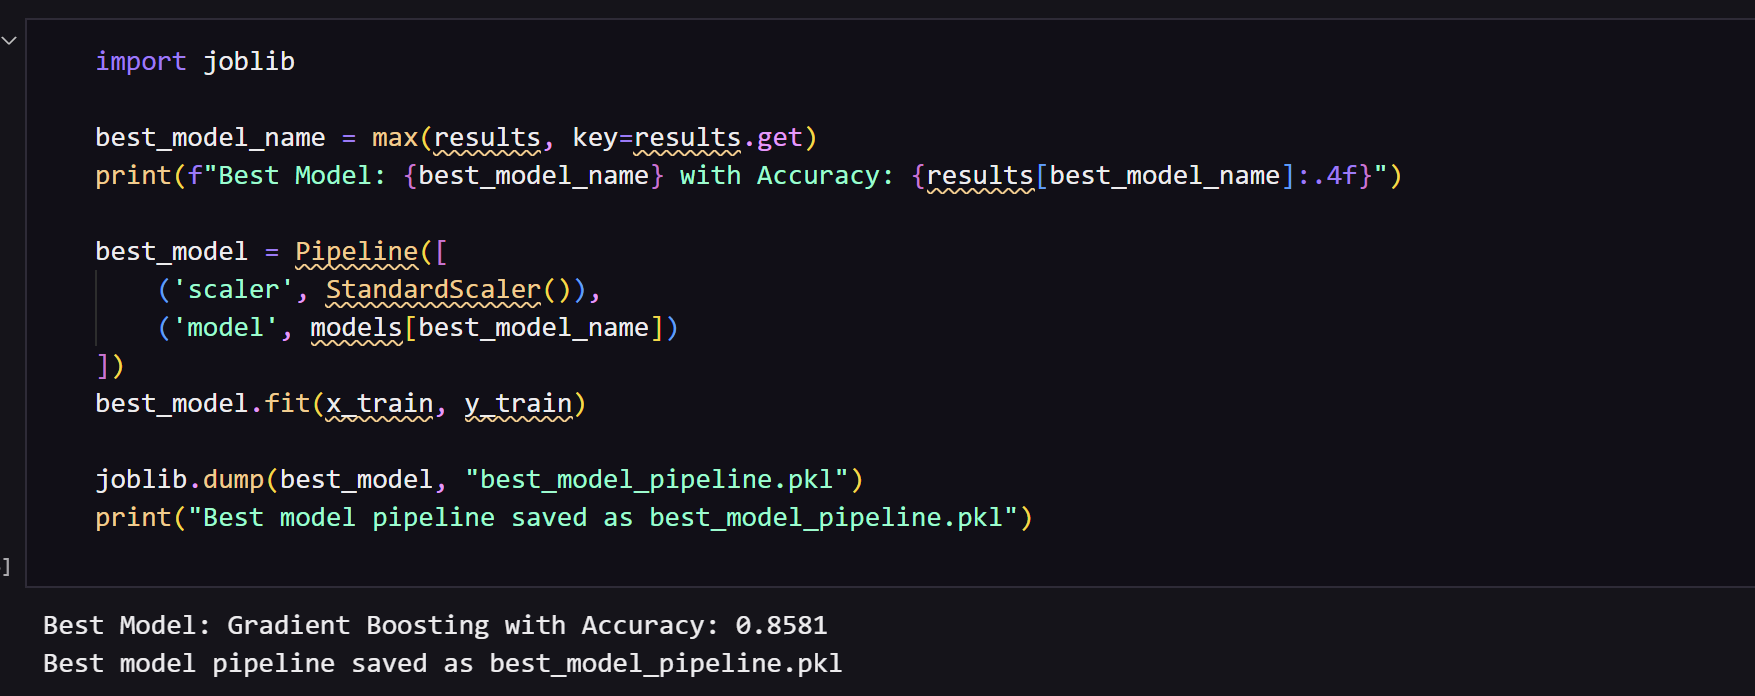 import joblib
best_model_name = max(results, key=results.get)
print(f"Best Model: {best_model_name} with Accuracy: {results[best_model_name]:.4f}")
best_model = Pipeline([
    ('scaler', StandardScaler()),
    ('model', models[best_model_name])
])
best_model.fit(x_train, y_train)
joblib.dump(best_model, "best_model_pipeline.pkl")
print("Best model pipeline saved as best_model_pipeline.pkl")
]
Best Model: Gradient Boosting with Accuracy: 0.8581
Best model pipeline saved as best_model_pipeline.pkl